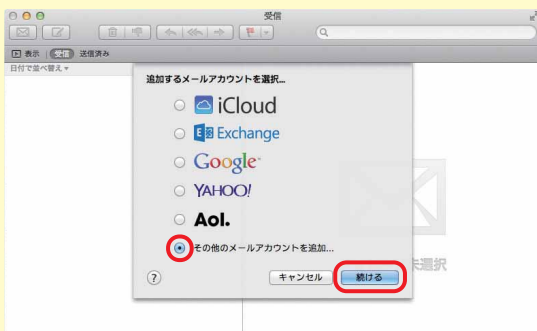 受信
表示 受信 送信済み
日付で並べ替え
追加するメールアカウントを選択...
iCloud
Exchange
Google
YAHOO!
Aol.
その他のメールアカウントを追加...
? キャンセル 続ける
選択